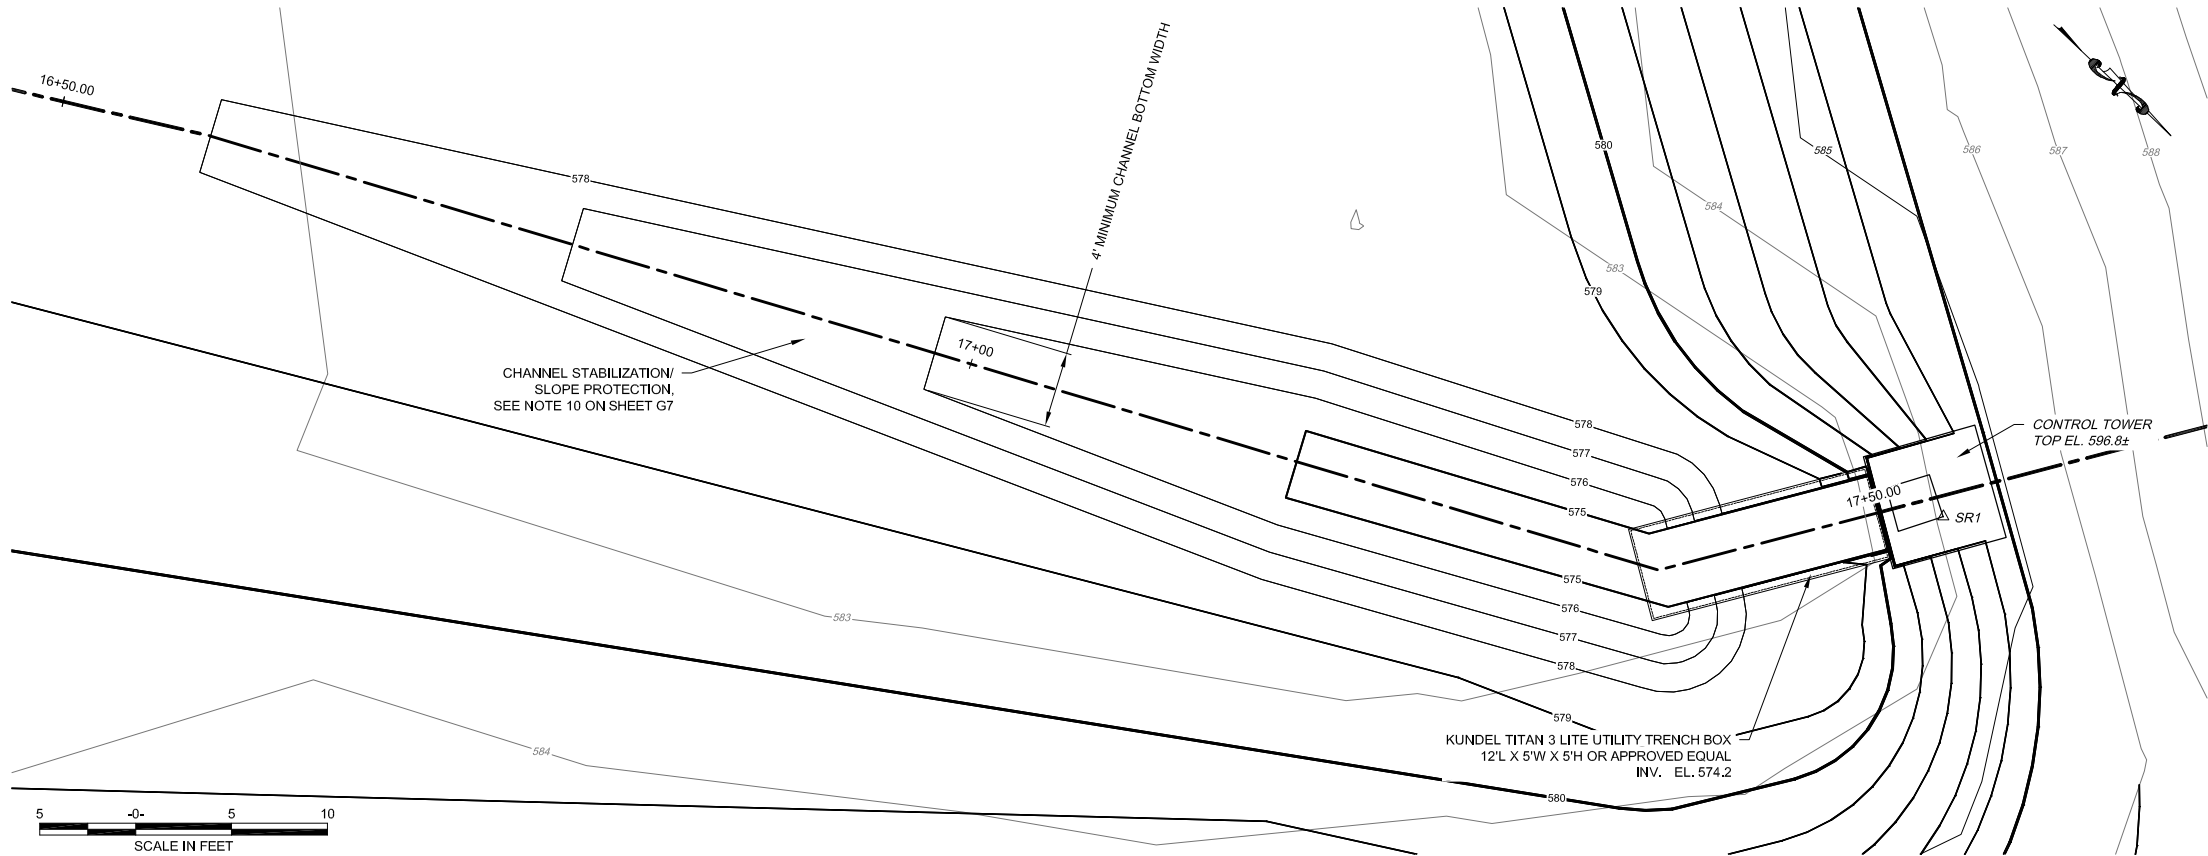 16+50.00
578
4' MINIMUM CHANNEL BOTTOM WIDTH
580
585
586
587
588
584
583
579
17+00
CHANNEL STABILIZATION/
SLOPE PROTECTION,
SEE NOTE 10 ON SHEET G7
578
577
576
575
CONTROL TOWER
TOP EL. 596.8±
17+50.00
SR1
575
576
577
578
583
579
KUNDEL TITAN 3 LITE UTILITY TRENCH BOX
12'L X 5'W X 5'H OR APPROVED EQUAL
INV. EL. 574.2
584
580
5 -0- 5 10
SCALE IN FEET